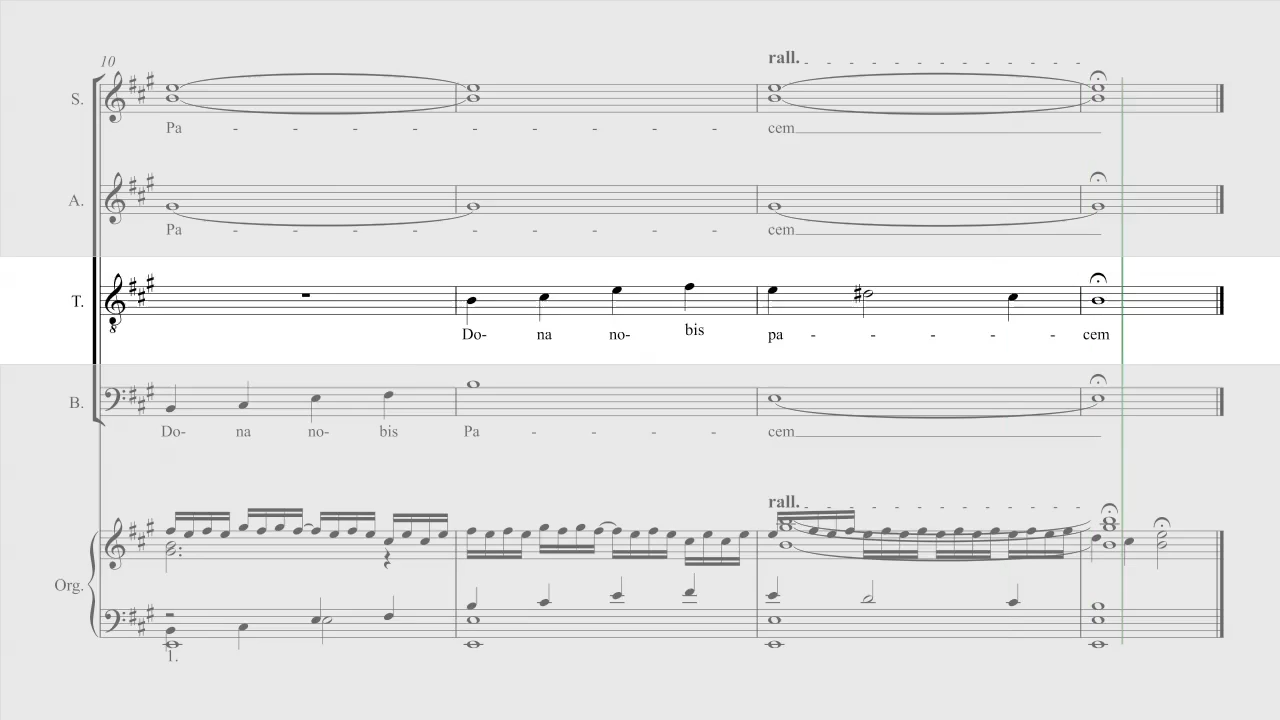 10
rall.
S.
Pa - - - - - - - - - cem
A.
Pa - - - - - - - - - cem
T.
8
Do- na no- bis pa - - - - - cem
B.
Do- na no- bis Pa - - - - cem
rall.
Org.
1.